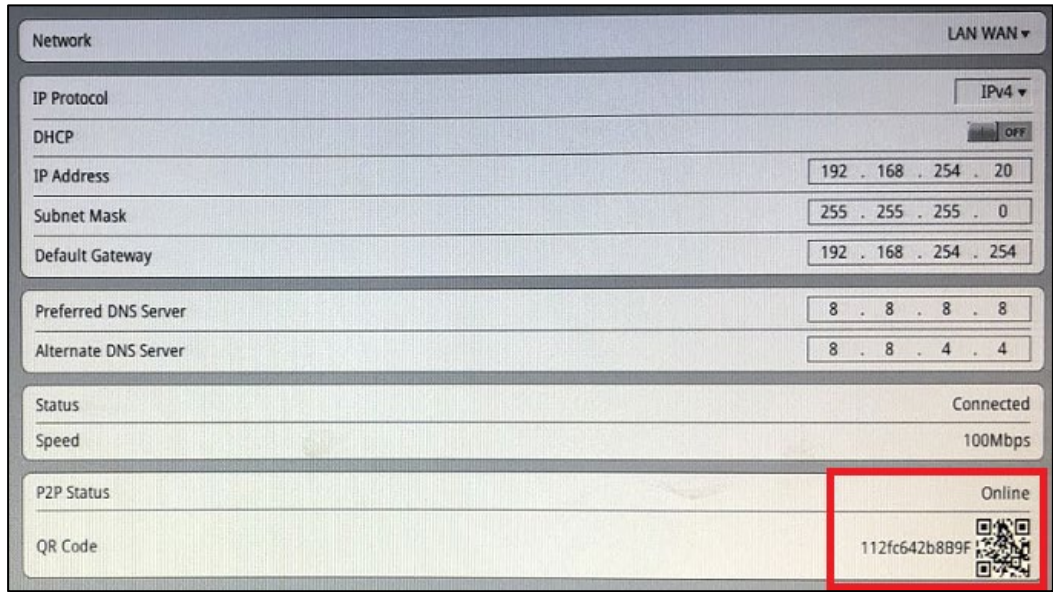 Network LAN WAN
IP Protocol IPv4
DHCP OFF
IP Address 192 . 168 . 254 . 20
Subnet Mask 255 . 255 . 255 . 0
Default Gateway 192 . 168 . 254 . 254
Preferred DNS Server 8 . 8 . 8 . 8
Alternate DNS Server 8 . 8 . 4 . 4
Status Connected
Speed 100Mbps
P2P Status Online
QR Code 112fc642b8B9F